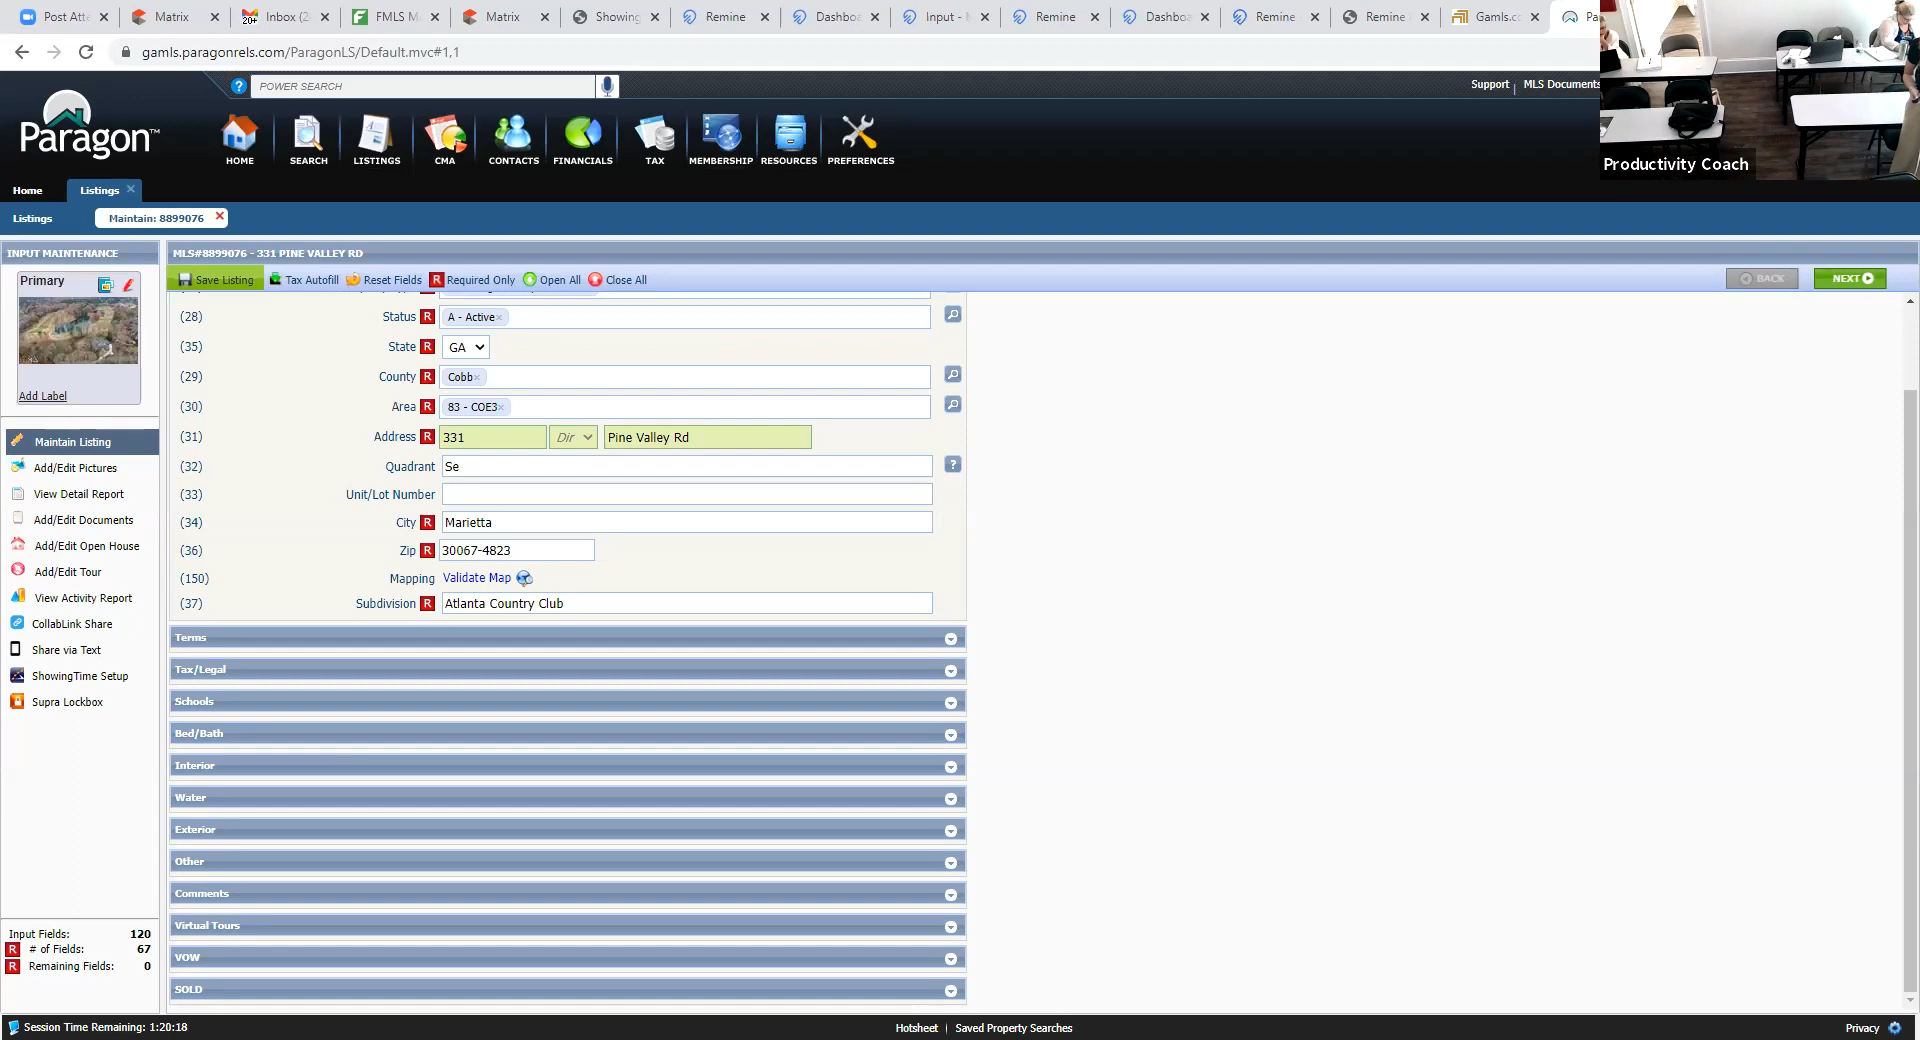 Post Atte
Matrix
Inbox (2
20+
FMLS M
Matrix
Showing
Remine
Dashbo
Input -
Remine
Dashbo
Remine
Remine
Gamls.c
Pa
gamls.paragonrels.com/ParagonLS/Default.mvc#1,1
? POWER SEARCH
Support | MLS Documents
Paragon™
HOME
SEARCH
LISTINGS
CMA
CONTACTS
FINANCIALS
TAX
MEMBERSHIP
RESOURCES
PREFERENCES
Productivity Coach
Home
Listings
Listings
Maintain: 8899076
INPUT MAINTENANCE
MLS#8899076 - 331 PINE VALLEY RD
Primary
Save Listing
Tax Autofill
Reset Fields
R Required Only
Open All
Close All
BACK
NEXT
Add Label
(28) Status R A - Active×
(35) State R GA
(29) County R Cobb×
(30) Area R 83 - COE3×
(31) Address R 331 Dir Pine Valley Rd
(32) Quadrant Se ?
(33) Unit/Lot Number
(34) City R Marietta
(36) Zip R 30067-4823
(150) Mapping Validate Map
(37) Subdivision R Atlanta Country Club
Maintain Listing
Add/Edit Pictures
View Detail Report
Add/Edit Documents
Add/Edit Open House
Add/Edit Tour
View Activity Report
CollabLink Share
Share via Text
ShowingTime Setup
Supra Lockbox
Terms
Tax/Legal
Schools
Bed/Bath
Interior
Water
Exterior
Other
Comments
Virtual Tours
VOW
SOLD
Input Fields: 120
R # of Fields: 67
R Remaining Fields: 0
Session Time Remaining: 1:20:18
Hotsheet | Saved Property Searches
Privacy